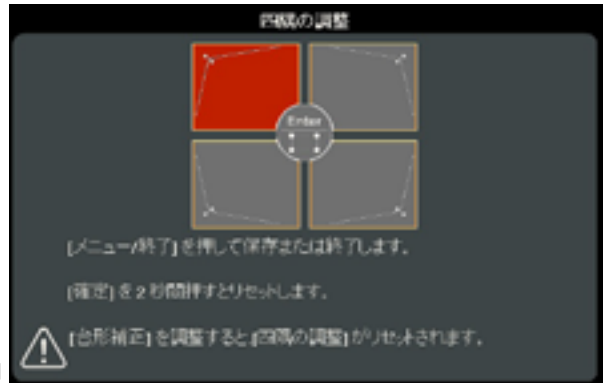 四隅の調整
Enter
[メニュー/終了]を押して保存または終了します。
[確定]を2秒間押すとリセットします。
[台形補正]を調整すると[四隅の調整]がリセットされます。